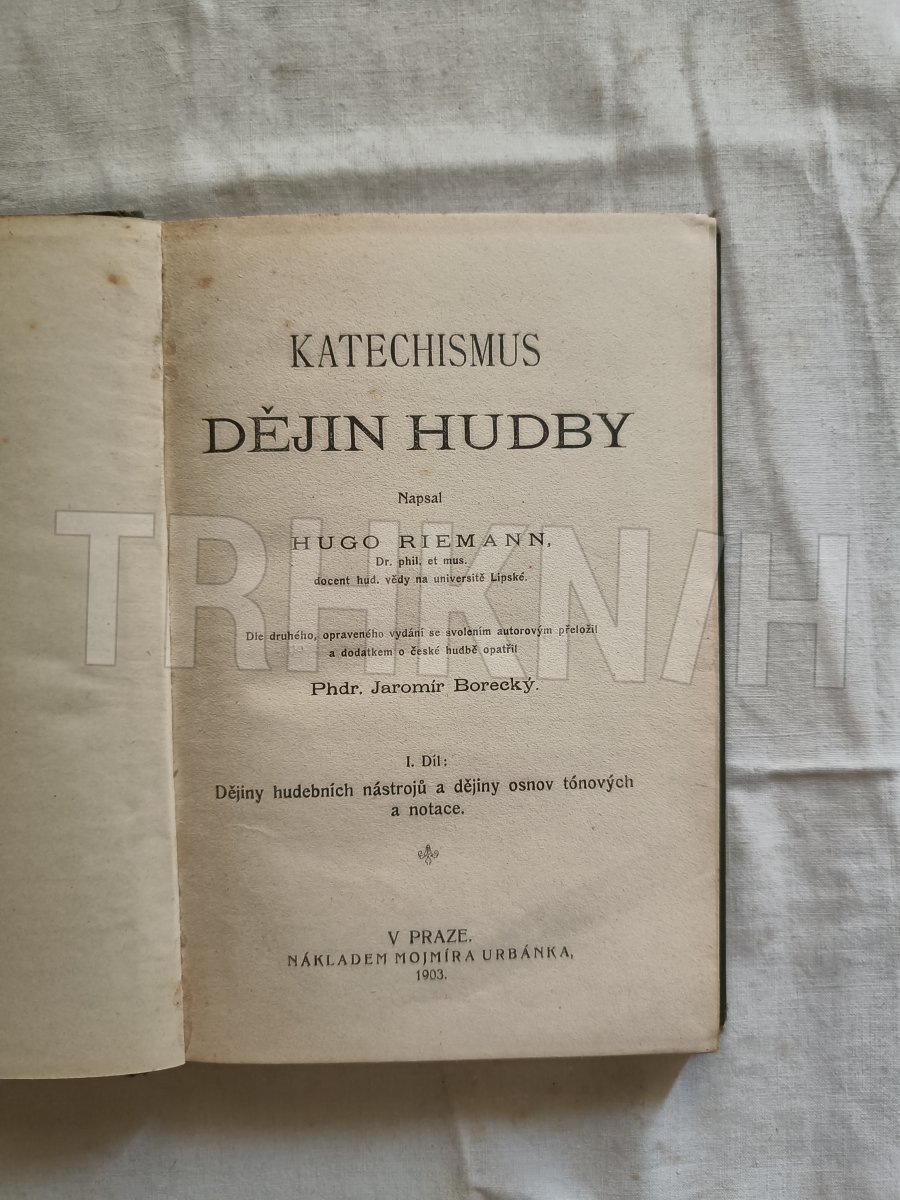 KATECHISMUS
DĚJIN HUDBY
Napsal
HUGO RIEMANN,
Dr. phil. et mus.
docent hud. vědy na universitě Lipské.
Dle druhého, opraveného vydání se svolením autorovým přeložil
a dodatkem o české hudbě opatřil
Phdr. Jaromír Borecký.
I. Díl:
Dějiny hudebních nástrojů a dějiny osnov tónových
a notace.
V PRAZE.
NÁKLADEM MOJMÍRA URBÁNKA,
1903.
TRHKNIH